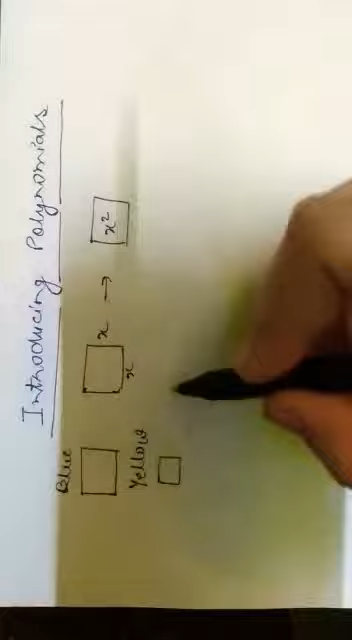 Introducing Polynomials
Blue
x → x²
x
Yellow